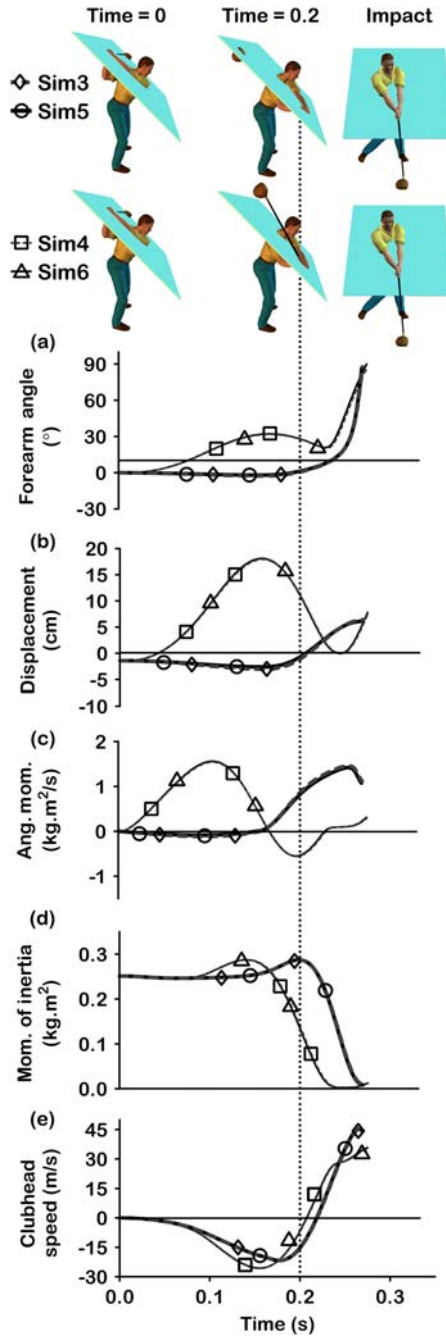 Time = 0 Time = 0.2 Impact
Sim3
Sim5
Sim4
Sim6
(a)
Forearm angle
(°)
90
60
30
0
-30
(b)
Displacement
(cm)
20
15
10
5
0
-5
-10
(c)
Ang. mom.
(kg.m²/s)
2
1
0
-1
(d)
Mom. of inertia
(kg.m²)
0.3
0.2
0.1
0.0
(e)
Clubhead
speed (m/s)
45
30
15
0
-15
-30
0.0 0.1 0.2 0.3
Time (s)